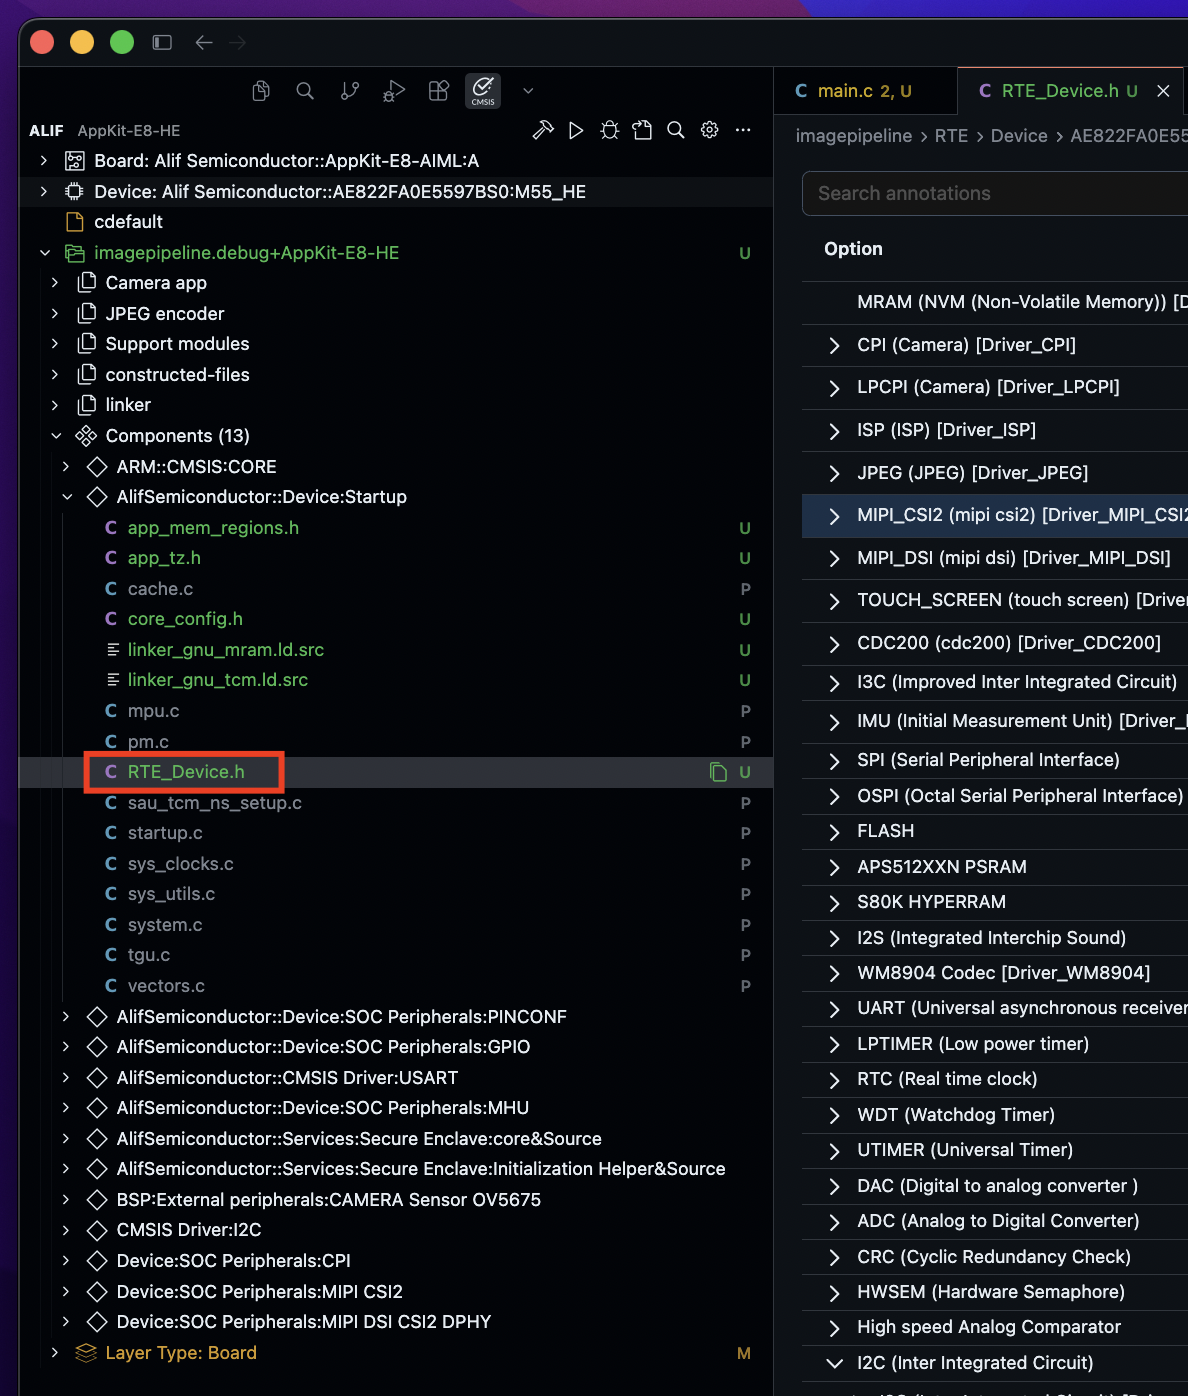 CMSIS
ALIF AppKit-E8-HE
Board: Alif Semiconductor::AppKit-E8-AIML:A
Device: Alif Semiconductor::AE822FA0E5597BS0:M55_HE
cdefault
imagepipeline.debug+AppKit-E8-HE U
Camera app
JPEG encoder
Support modules
constructed-files
linker
Components (13)
ARM::CMSIS:CORE
AlifSemiconductor::Device:Startup
C app_mem_regions.h U
C app_tz.h U
C cache.c P
C core_config.h U
linker_gnu_mram.ld.src U
linker_gnu_tcm.ld.src U
C mpu.c P
C pm.c P
C RTE_Device.h U
C sau_tcm_ns_setup.c P
C startup.c P
C sys_clocks.c P
C sys_utils.c P
C system.c P
C tgu.c P
C vectors.c P
AlifSemiconductor::Device:SOC Peripherals:PINCONF
AlifSemiconductor::Device:SOC Peripherals:GPIO
AlifSemiconductor::CMSIS Driver:USART
AlifSemiconductor::Device:SOC Peripherals:MHU
AlifSemiconductor::Services:Secure Enclave:core&Source
AlifSemiconductor::Services:Secure Enclave:Initialization Helper&Source
BSP:External peripherals:CAMERA Sensor OV5675
CMSIS Driver:I2C
Device:SOC Peripherals:CPI
Device:SOC Peripherals:MIPI CSI2
Device:SOC Peripherals:MIPI DSI CSI2 DPHY
Layer Type: Board M
C main.c 2, U C RTE_Device.h U
imagepipeline > RTE > Device > AE822FA0E55
Search annotations
Option
MRAM (NVM (Non-Volatile Memory)) [D
CPI (Camera) [Driver_CPI]
LPCPI (Camera) [Driver_LPCPI]
ISP (ISP) [Driver_ISP]
JPEG (JPEG) [Driver_JPEG]
MIPI_CSI2 (mipi csi2) [Driver_MIPI_CSI2
MIPI_DSI (mipi dsi) [Driver_MIPI_DSI]
TOUCH_SCREEN (touch screen) [Drive
CDC200 (cdc200) [Driver_CDC200]
I3C (Improved Inter Integrated Circuit)
IMU (Initial Measurement Unit) [Driver_
SPI (Serial Peripheral Interface)
OSPI (Octal Serial Peripheral Interface)
FLASH
APS512XXN PSRAM
S80K HYPERRAM
I2S (Integrated Interchip Sound)
WM8904 Codec [Driver_WM8904]
UART (Universal asynchronous receiver
LPTIMER (Low power timer)
RTC (Real time clock)
WDT (Watchdog Timer)
UTIMER (Universal Timer)
DAC (Digital to analog converter )
ADC (Analog to Digital Converter)
CRC (Cyclic Redundancy Check)
HWSEM (Hardware Semaphore)
High speed Analog Comparator
I2C (Inter Integrated Circuit)